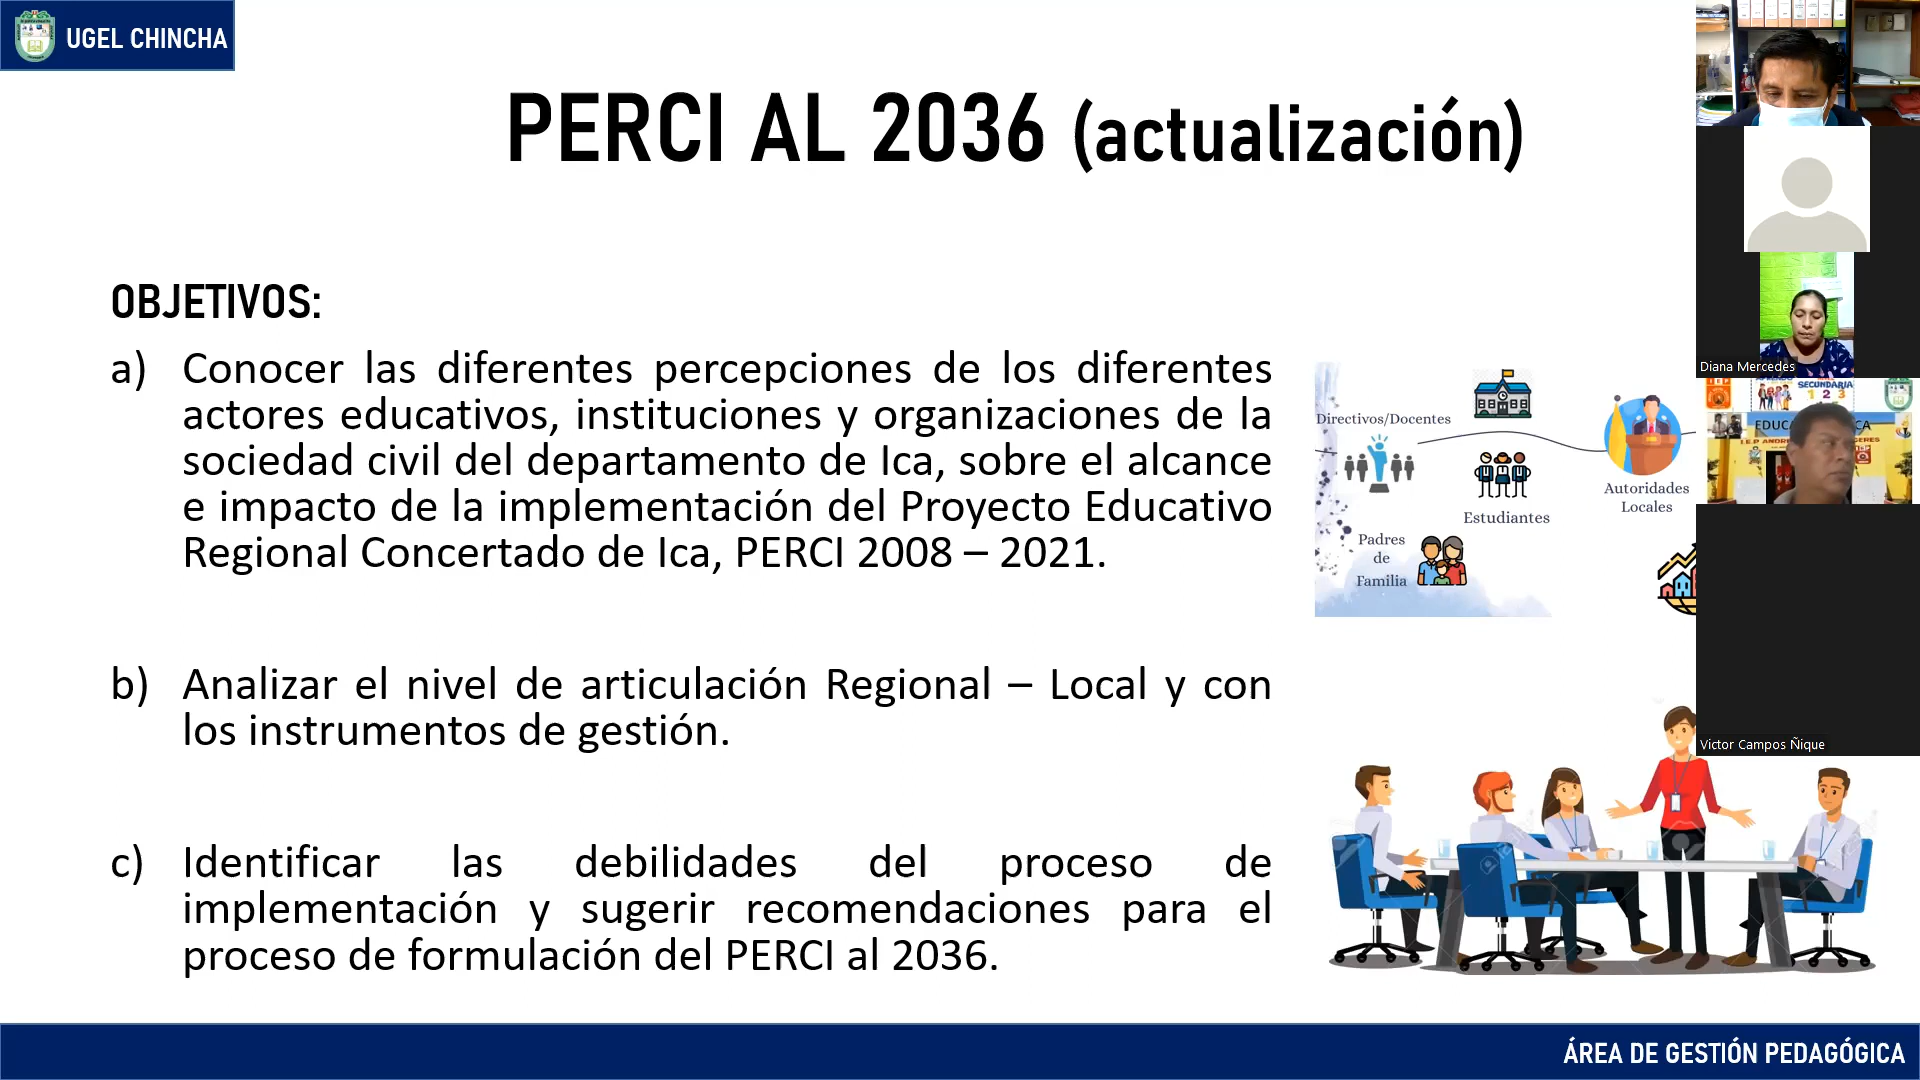 UGEL CHINCHA
PERCI AL 2036 (actualización)
OBJETIVOS:
a) Conocer las diferentes percepciones de los diferentes
actores educativos, instituciones y organizaciones de la
sociedad civil del departamento de Ica, sobre el alcance
e impacto de la implementación del Proyecto Educativo
Regional Concertado de Ica, PERCI 2008 – 2021.
b) Analizar el nivel de articulación Regional – Local y con
los instrumentos de gestión.
c) Identificar las debilidades del proceso de
implementación y sugerir recomendaciones para el
proceso de formulación del PERCI al 2036.
Directivos/Docentes
Estudiantes
Autoridades
Locales
Padres
de
Familia
Diana Mercedes
SECUNDARIA
1 2 3
Victor Campos Ñique
ÁREA DE GESTIÓN PEDAGÓGICA